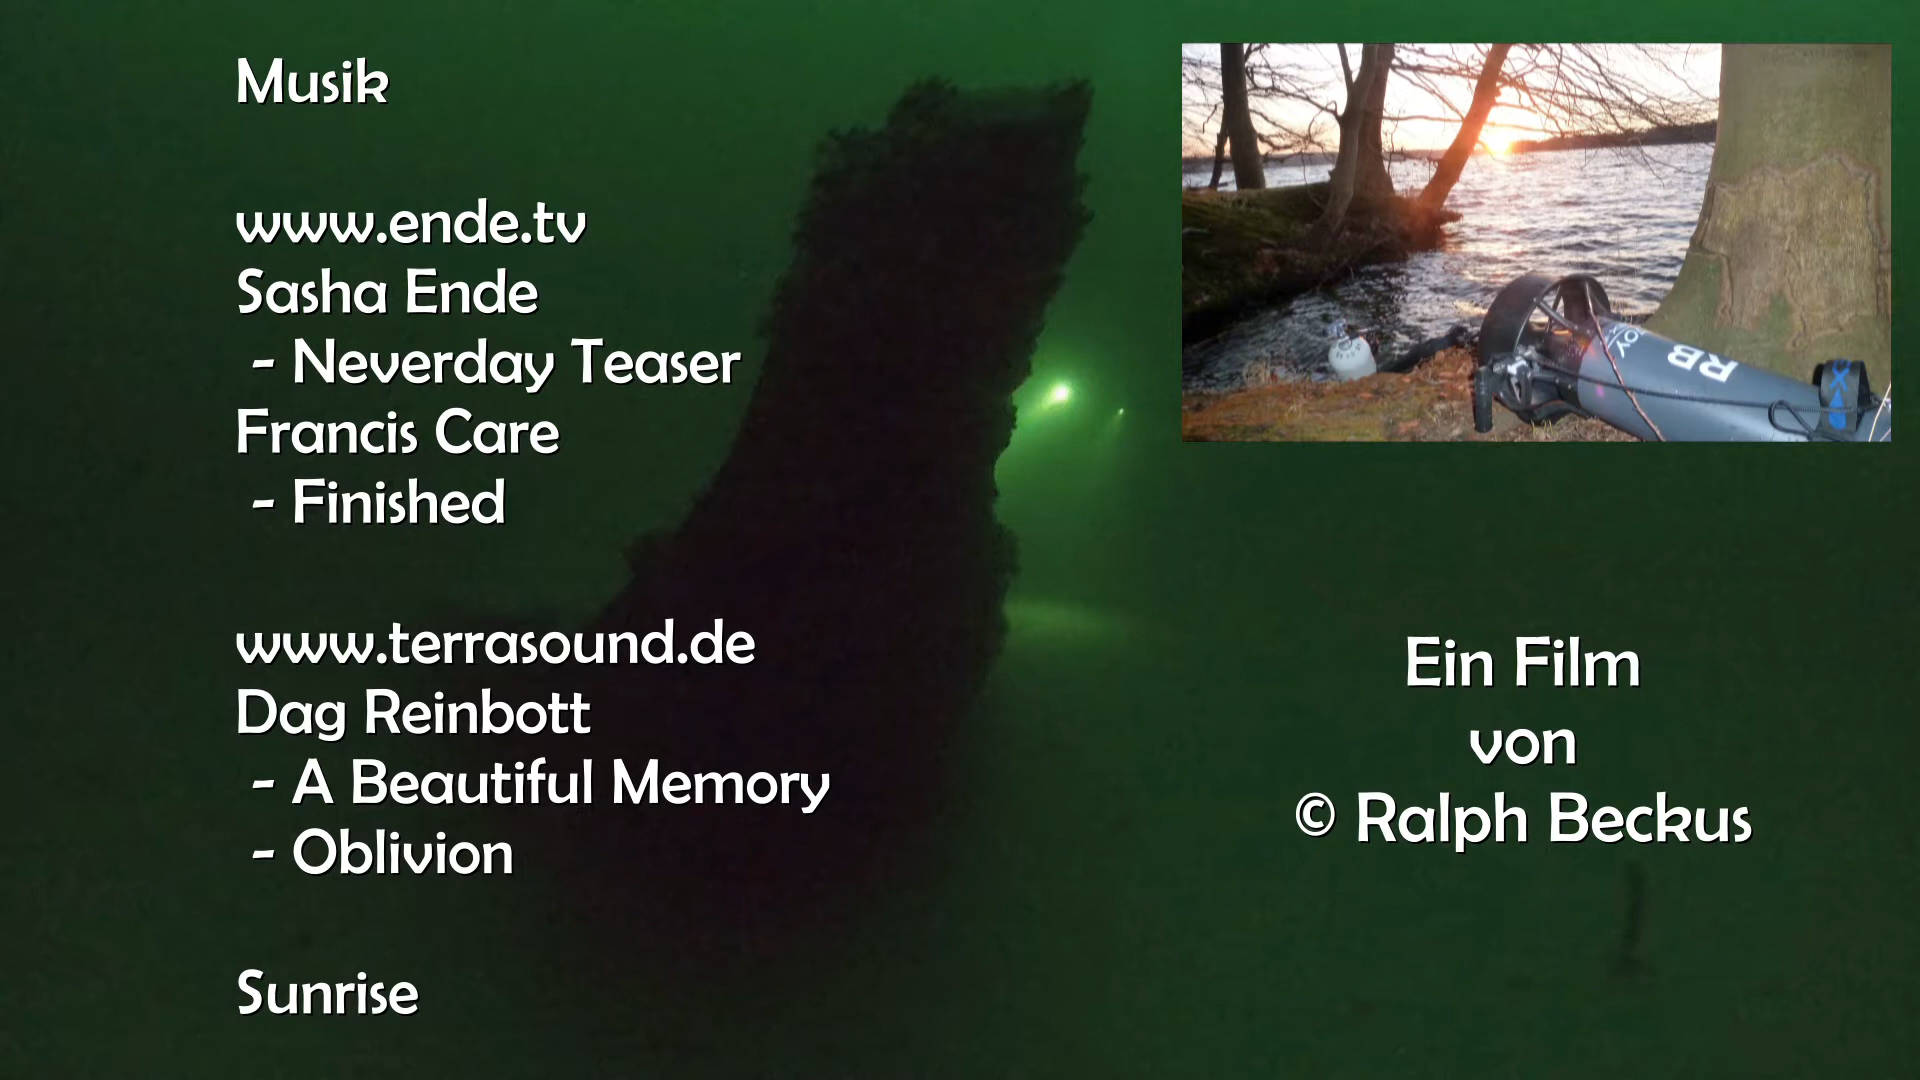 Musik
www.ende.tv
Sasha Ende
- Neverday Teaser
Francis Care
- Finished
www.terrasound.de
Dag Reinbott
- A Beautiful Memory
- Oblivion
Sunrise
RB
Ein Film
von
© Ralph Beckus